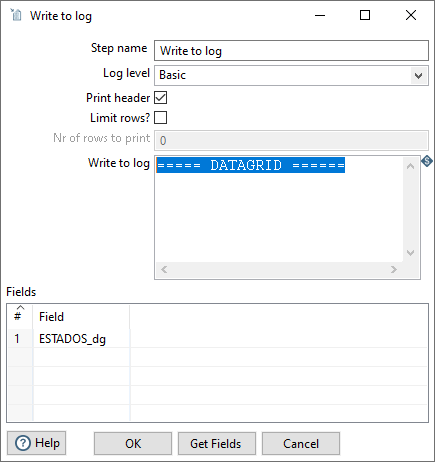 Write to log
Step name Write to log
Log level Basic
Print header
Limit rows?
Nr of rows to print 0
Write to log ===== DATAGRID ======
Fields
# Field
1 ESTADOS_dg
Help OK Get Fields Cancel